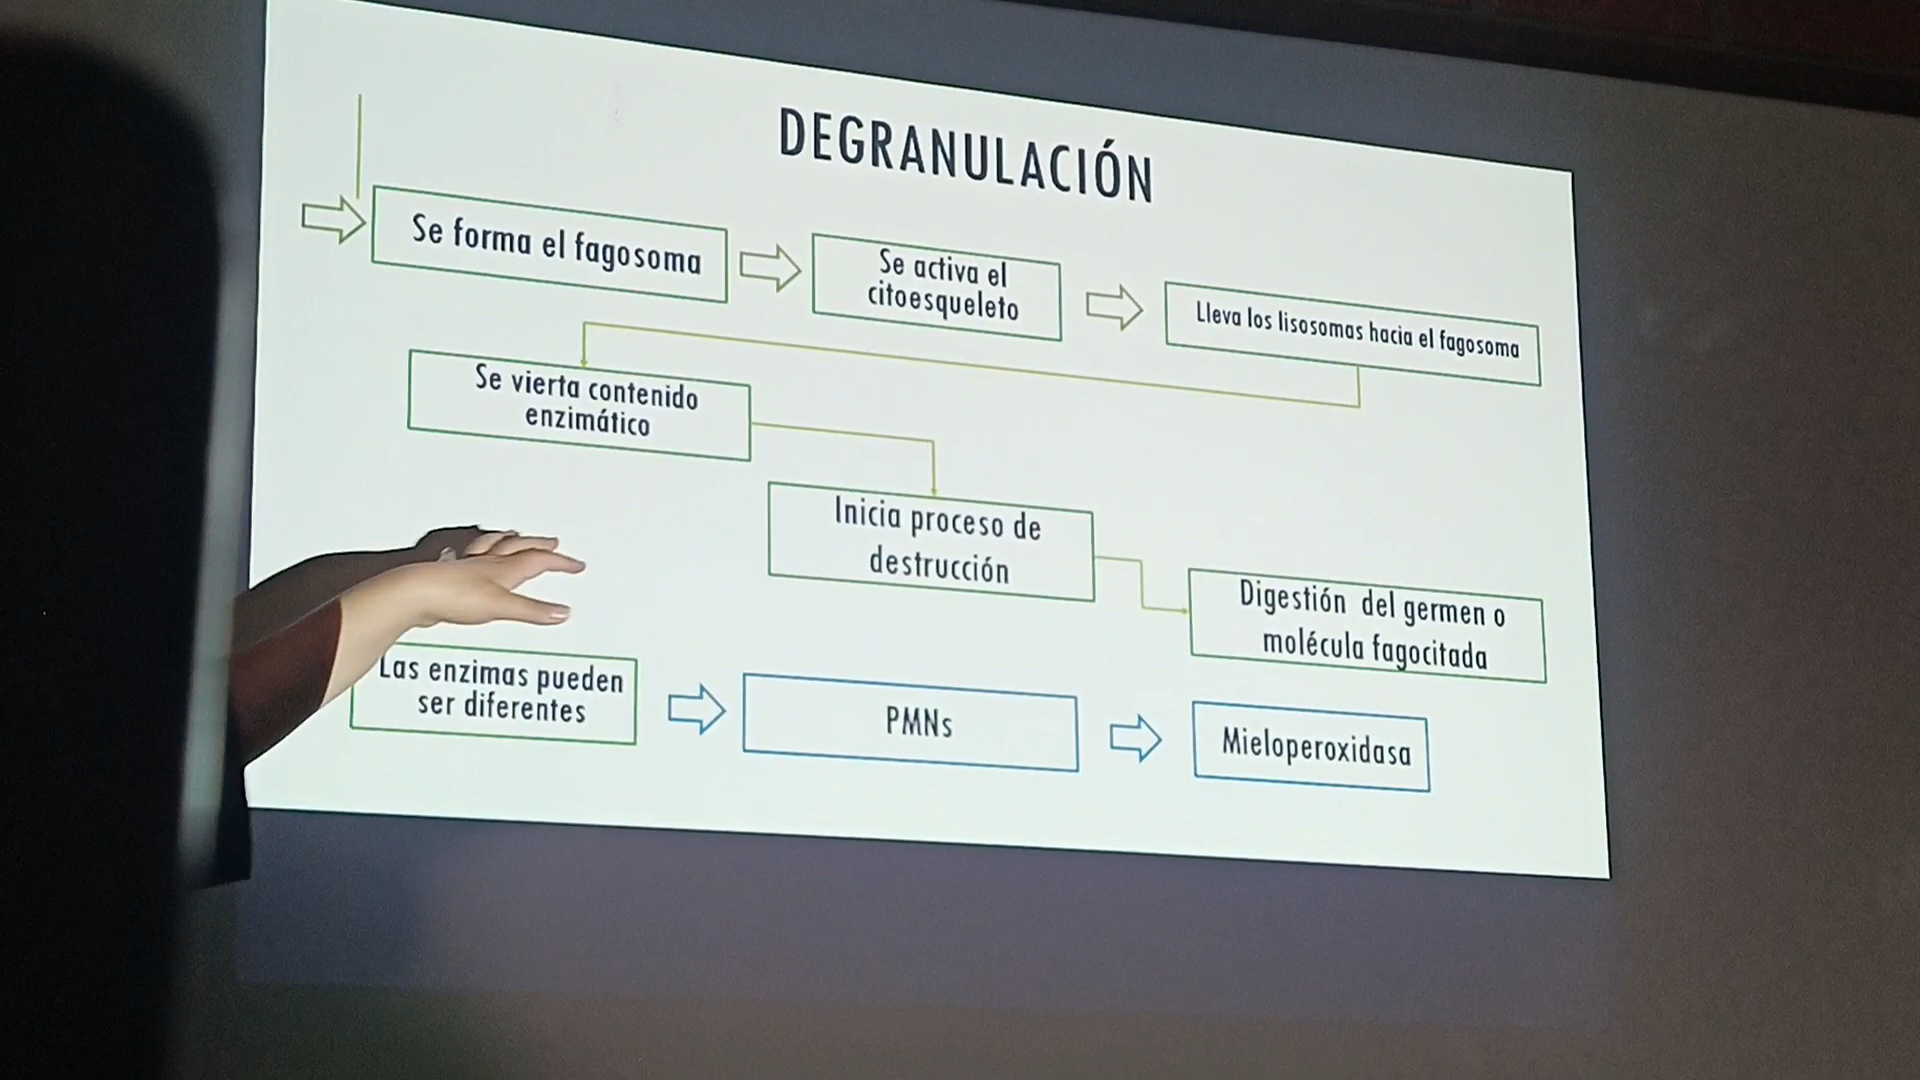 DEGRANULACIÓN
Se forma el fagosoma
Se activa el
citoesqueleto
Lleva los lisosomas hacia el fagosoma
Se vierta contenido
enzimático
Inicia proceso de
destrucción
Digestión del germen o
molécula fagocitada
Las enzimas pueden
ser diferentes
PMNs
Mieloperoxidasa